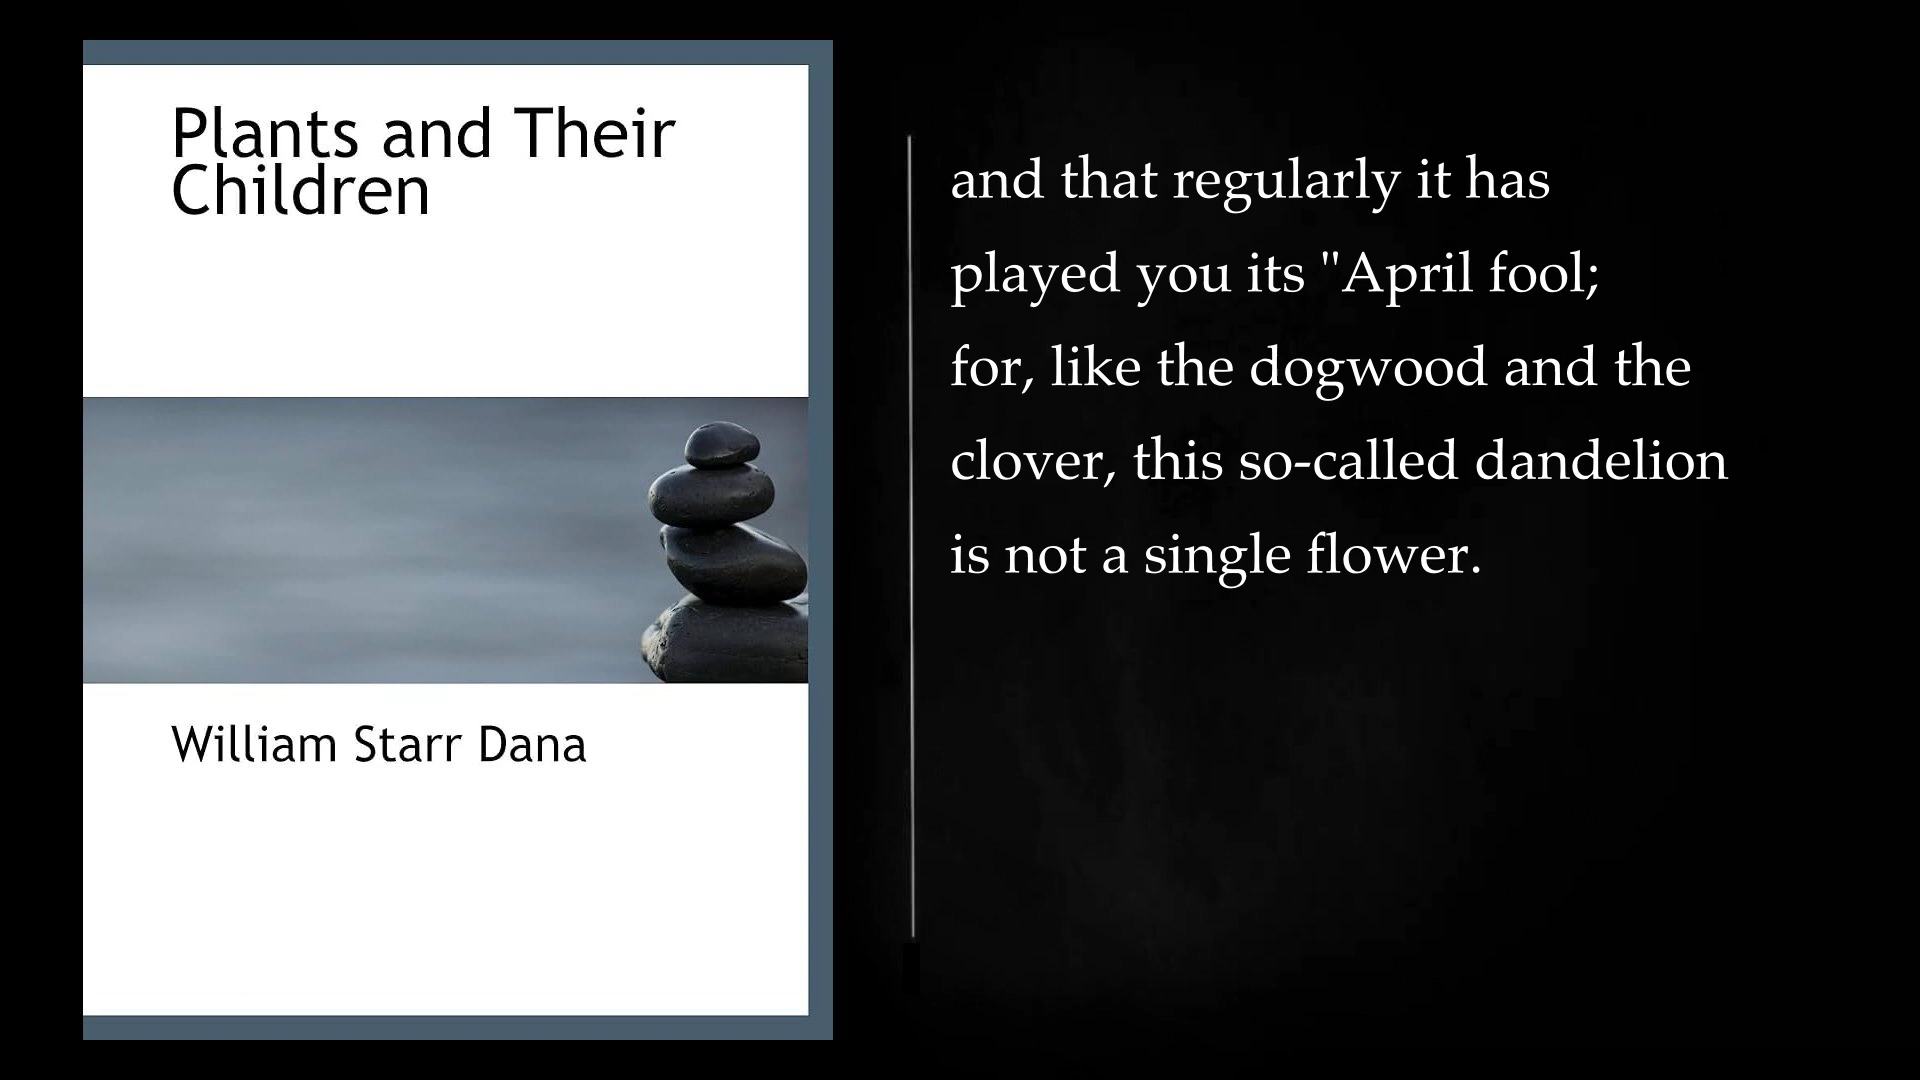 Plants and Their
Children
William Starr Dana
and that regularly it has
played you its "April fool;
for, like the dogwood and the
clover, this so-called dandelion
is not a single flower.